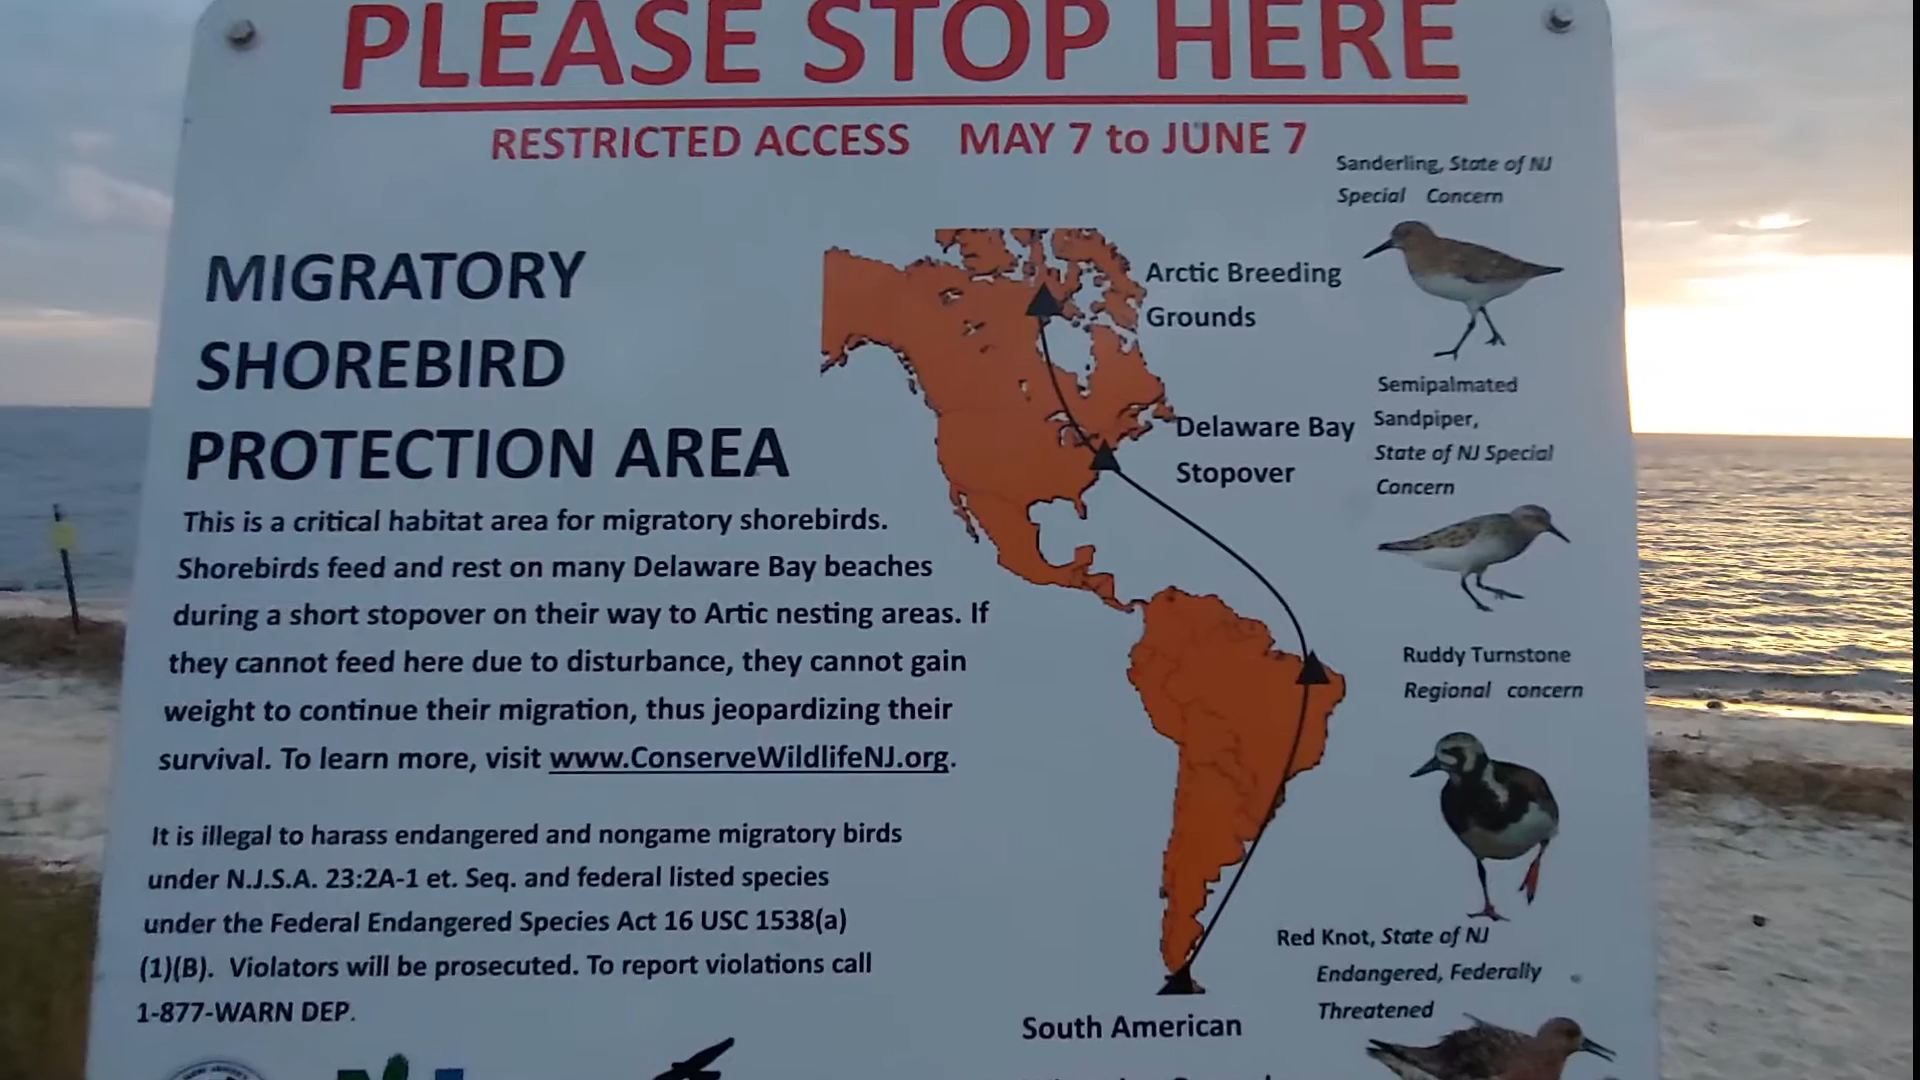 PLEASE STOP HERE
RESTRICTED ACCESS MAY 7 to JUNE 7
MIGRATORY
SHOREBIRD
PROTECTION AREA
This is a critical habitat area for migratory shorebirds.
Shorebirds feed and rest on many Delaware Bay beaches
during a short stopover on their way to Artic nesting areas. If
they cannot feed here due to disturbance, they cannot gain
weight to continue their migration, thus jeopardizing their
survival. To learn more, visit www.ConserveWildlifeNJ.org.
It is illegal to harass endangered and nongame migratory birds
under N.J.S.A. 23:2A-1 et. Seq. and federal listed species
under the Federal Endangered Species Act 16 USC 1538(a)
(1)(B). Violators will be prosecuted. To report violations call
1-877-WARN DEP.
Arctic Breeding
Grounds
Delaware Bay
Stopover
South American
Sanderling, State of NJ
Special Concern
Semipalmated
Sandpiper,
State of NJ Special
Concern
Ruddy Turnstone
Regional concern
Red Knot, State of NJ
Endangered, Federally
Threatened